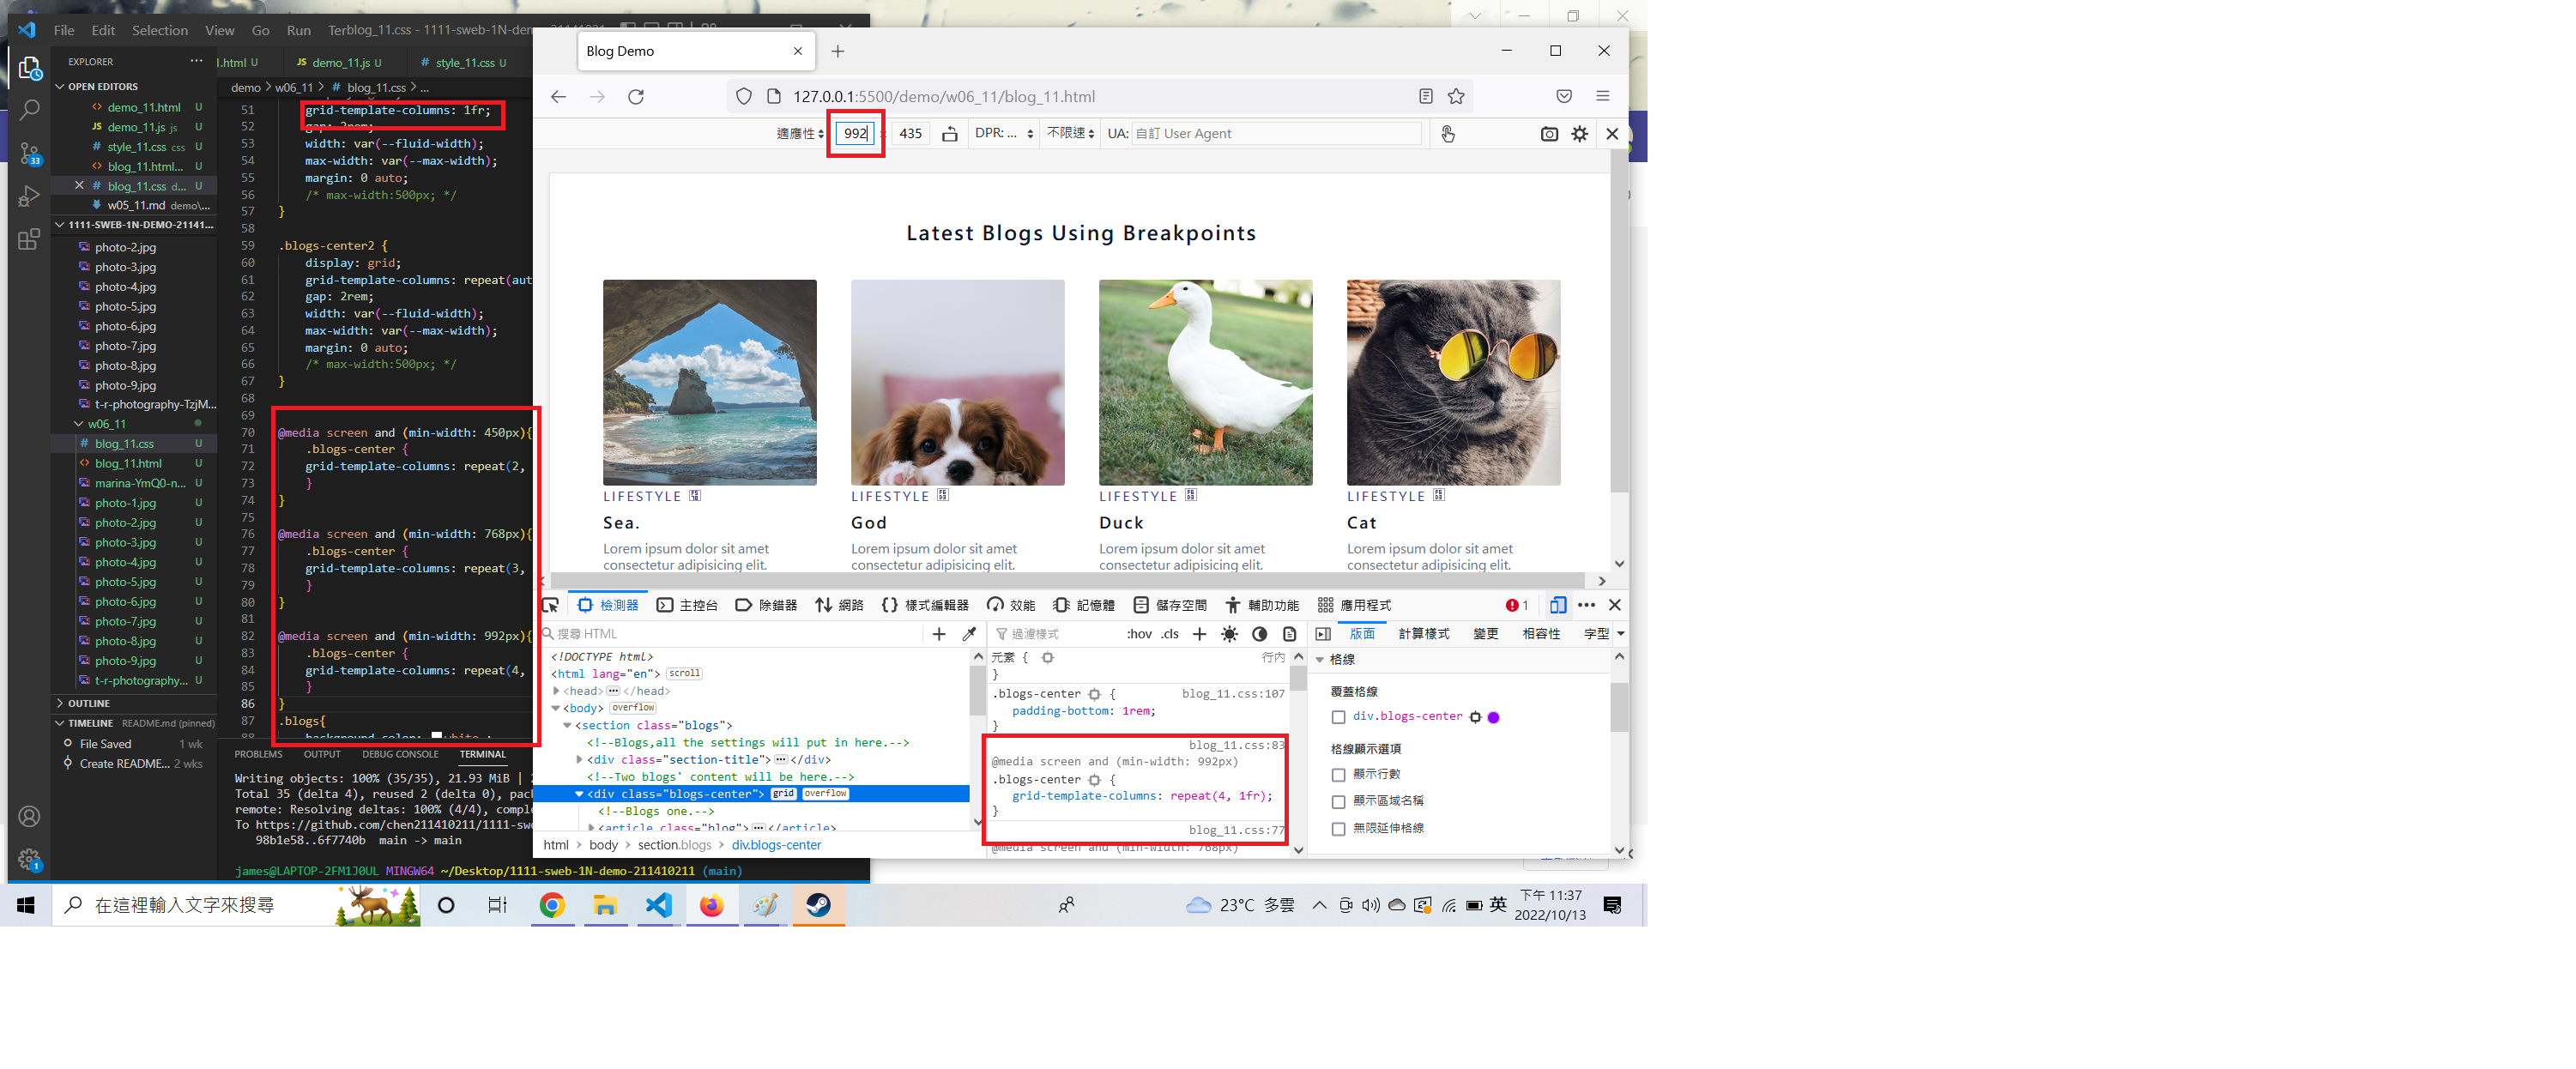 File Edit Selection View Go Run Ter blog_11.css - 1111-sweb-1N-demo-211410211
EXPLORER
OPEN EDITORS
demo_11.html U
demo_11.js js U
style_11.css css U
blog_11.html... U
blog_11.css d... U
w05_11.md demo\...
1111-SWEB-1N-DEMO-21141...
photo-2.jpg
photo-3.jpg
photo-4.jpg
photo-5.jpg
photo-6.jpg
photo-7.jpg
photo-8.jpg
photo-9.jpg
t-r-photography-TzjM...
w06_11
blog_11.css U
blog_11.html U
marina-YmQ0-n... U
photo-1.jpg U
photo-2.jpg U
photo-3.jpg U
photo-4.jpg U
photo-5.jpg U
photo-6.jpg U
photo-7.jpg U
photo-8.jpg U
photo-9.jpg U
t-r-photography... U
OUTLINE
TIMELINE README.md (pinned)
File Saved 1 wk
Create README... 2 wks
33
1
l.html U
demo_11.js U
style_11.css U
demo > w06_11 > # blog_11.css > ...
51 grid-template-columns: 1fr;
52 gap: 2rem;
53 width: var(--fluid-width);
54 max-width: var(--max-width);
55 margin: 0 auto;
56 /* max-width:500px; */
57 }
58
59 .blogs-center2 {
60 display: grid;
61 grid-template-columns: repeat(aut
62 gap: 2rem;
63 width: var(--fluid-width);
64 max-width: var(--max-width);
65 margin: 0 auto;
66 /* max-width:500px; */
67 }
68
69
70 @media screen and (min-width: 450px){
71 .blogs-center {
72 grid-template-columns: repeat(2,
73 }
74 }
75
76 @media screen and (min-width: 768px){
77 .blogs-center {
78 grid-template-columns: repeat(3,
79 }
80 }
81
82 @media screen and (min-width: 992px){
83 .blogs-center {
84 grid-template-columns: repeat(4,
85 }
86 }
87 .blogs{
88 background-color: white ;
PROBLEMS OUTPUT DEBUG CONSOLE TERMINAL
Writing objects: 100% (35/35), 21.93 MiB | 2
Total 35 (delta 4), reused 2 (delta 0), pack
remote: Resolving deltas: 100% (4/4), comple
To https://github.com/chen211410211/1111-swe
98b1e58..6f7740b main -> main
james@LAPTOP-2FM1J0UL MINGW64 ~/Desktop/1111-sweb-1N-demo-211410211 (main)
Blog Demo
127.0.0.1:5500/demo/w06_11/blog_11.html
適應性 992 435 DPR: ... 不限速 UA: 自訂 User Agent
Latest Blogs Using Breakpoints
LIFESTYLE LIFESTYLE LIFESTYLE LIFESTYLE
Sea. God Duck Cat
Lorem ipsum dolor sit amet Lorem ipsum dolor sit amet Lorem ipsum dolor sit amet Lorem ipsum dolor sit amet
consectetur adipisicing elit. consectetur adipisicing elit. consectetur adipisicing elit. consectetur adipisicing elit.
檢測器 主控台 除錯器 網路 樣式編輯器 效能 記憶體 儲存空間 輔助功能 應用程式 1
搜尋 HTML
<!DOCTYPE html>
<html lang="en"> scroll
<head> ... </head>
<body> overflow
<section class="blogs">
<!--Blogs,all the settings will put in here.-->
<div class="section-title"> ... </div>
<!--Two blogs' content will be here.-->
<div class="blogs-center"> grid overflow
<!--Blogs one.-->
<article class="blog"> ... </article>
html > body > section.blogs > div.blogs-center
過濾樣式 :hov .cls
元素 { 行內
}
.blogs-center { blog_11.css:107
padding-bottom: 1rem;
}
blog_11.css:83
@media screen and (min-width: 992px)
.blogs-center {
grid-template-columns: repeat(4, 1fr);
}
blog_11.css:77
@media screen and (min-width: 768px)
版面 計算樣式 變更 相容性 字型
格線
覆蓋格線
div.blogs-center
格線顯示選項
顯示行數
顯示區域名稱
無限延伸格線
在這裡輸入文字來搜尋
23°C 多雲
英
下午 11:37
2022/10/13